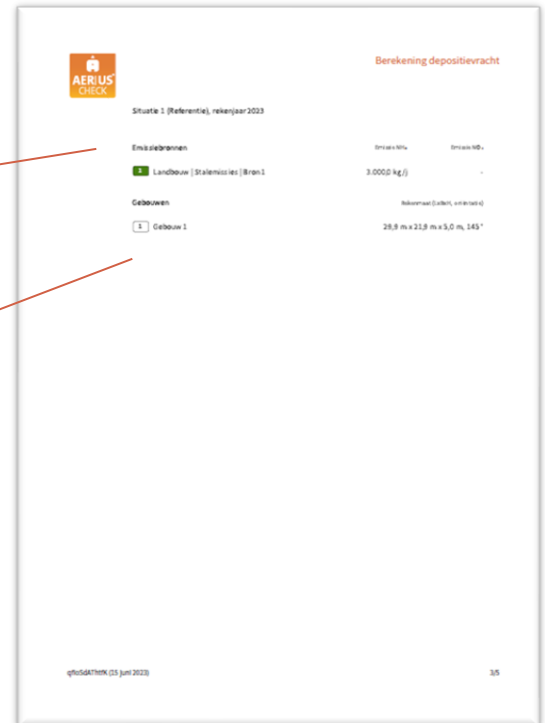 AERIUS
CHECK
Berekening depositievracht
Situatie 1 (Referentie), rekenjaar 2023
Emissiebronnen Emissie NH₃ Emissie NOₓ
1 Landbouw | Stalemissies | Bron 1 3.000,0 kg/j -
Gebouwen
1 Gebouw 1 29,9 m x 21,9 m x 5,0 m, 145 °
(15 juni 2023) 3/5